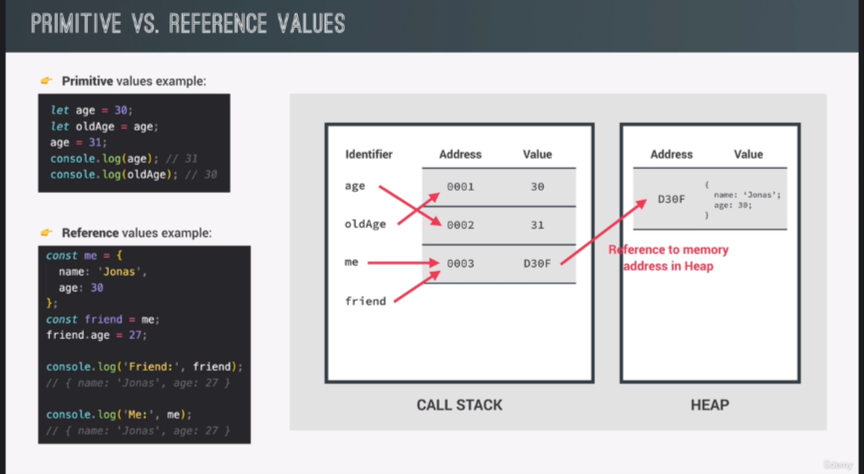 PRIMITIVE VS. REFERENCE VALUES
👉 Primitive values example:
let age = 30;
let oldAge = age;
age = 31;
console.log(age); // 31
console.log(oldAge); // 30
👉 Reference values example:
const me = {
name: 'Jonas',
age: 30
};
const friend = me;
friend.age = 27;
console.log('Friend:', friend);
// { name: 'Jonas', age: 27 }
console.log('Me:', me);
// { name: 'Jonas', age: 27 }
Identifier Address Value
age 0001 30
oldAge 0002 31
me 0003 D30F
friend
CALL STACK
Address Value
D30F
{
name: 'Jonas';
age: 30;
}
Reference to memory
address in Heap
HEAP
Udemy